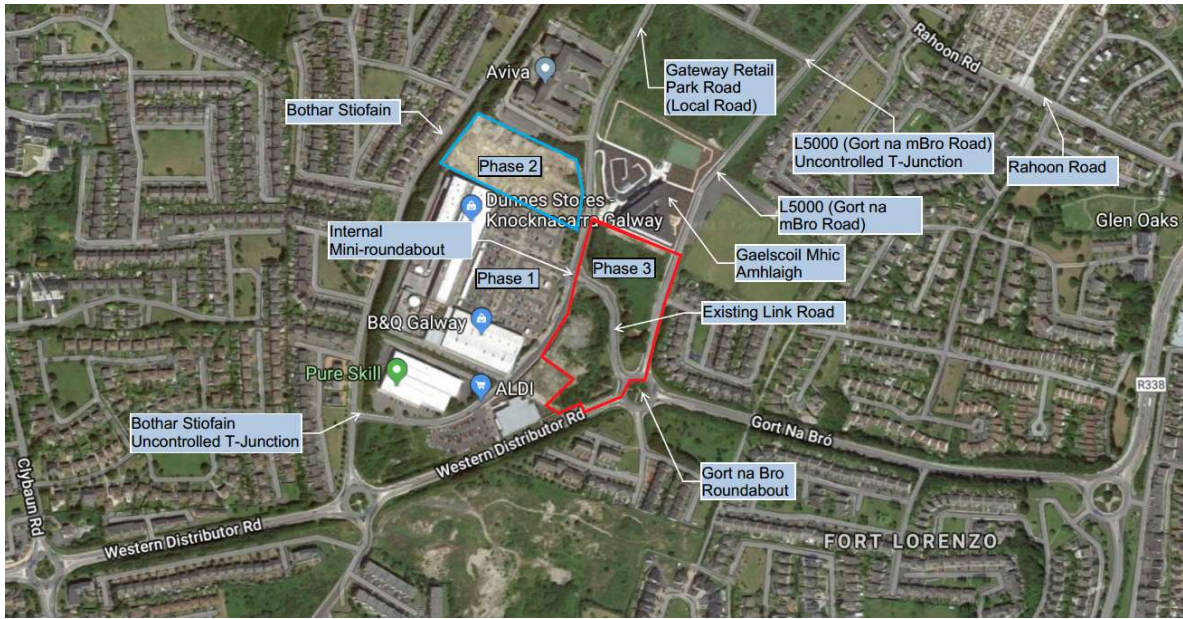 Rahoon Rd
Aviva
Gateway Retail
Park Road
(Local Road)
Bothar Stiofain
L5000 (Gort na mBro Road)
Uncontrolled T-Junction
Rahoon Road
Phase 2
Dunnes Stores -
Knocknacarra Galway
L5000 (Gort na
mBro Road)
Glen Oaks
Internal
Mini-roundabout
Gaelscoil Mhic
Amhlaigh
Phase 3
Phase 1
Existing Link Road
B&Q Galway
Pure Skill
ALDI
R338
Bothar Stiofain
Uncontrolled T-Junction
Western Distributor Rd
Gort Na Bró
Clybaun Rd
Gort na Bro
Roundabout
Western Distributor Rd
FORT LORENZO